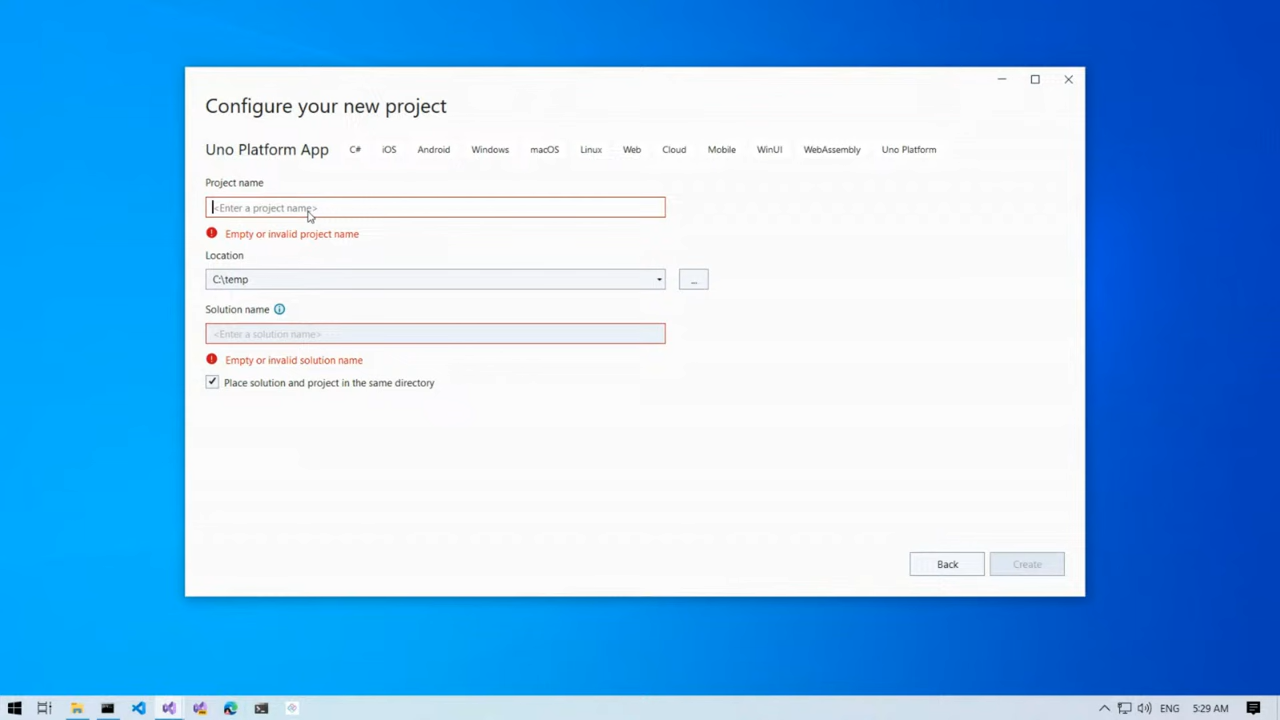 Configure your new project
Uno Platform App C# iOS Android Windows macOS Linux Web Cloud Mobile WinUI WebAssembly Uno Platform
Project name
<Enter a project name>
Empty or invalid project name
Location
C:\temp
...
Solution name
<Enter a solution name>
Empty or invalid solution name
Place solution and project in the same directory
Back Create
ENG 5:29 AM